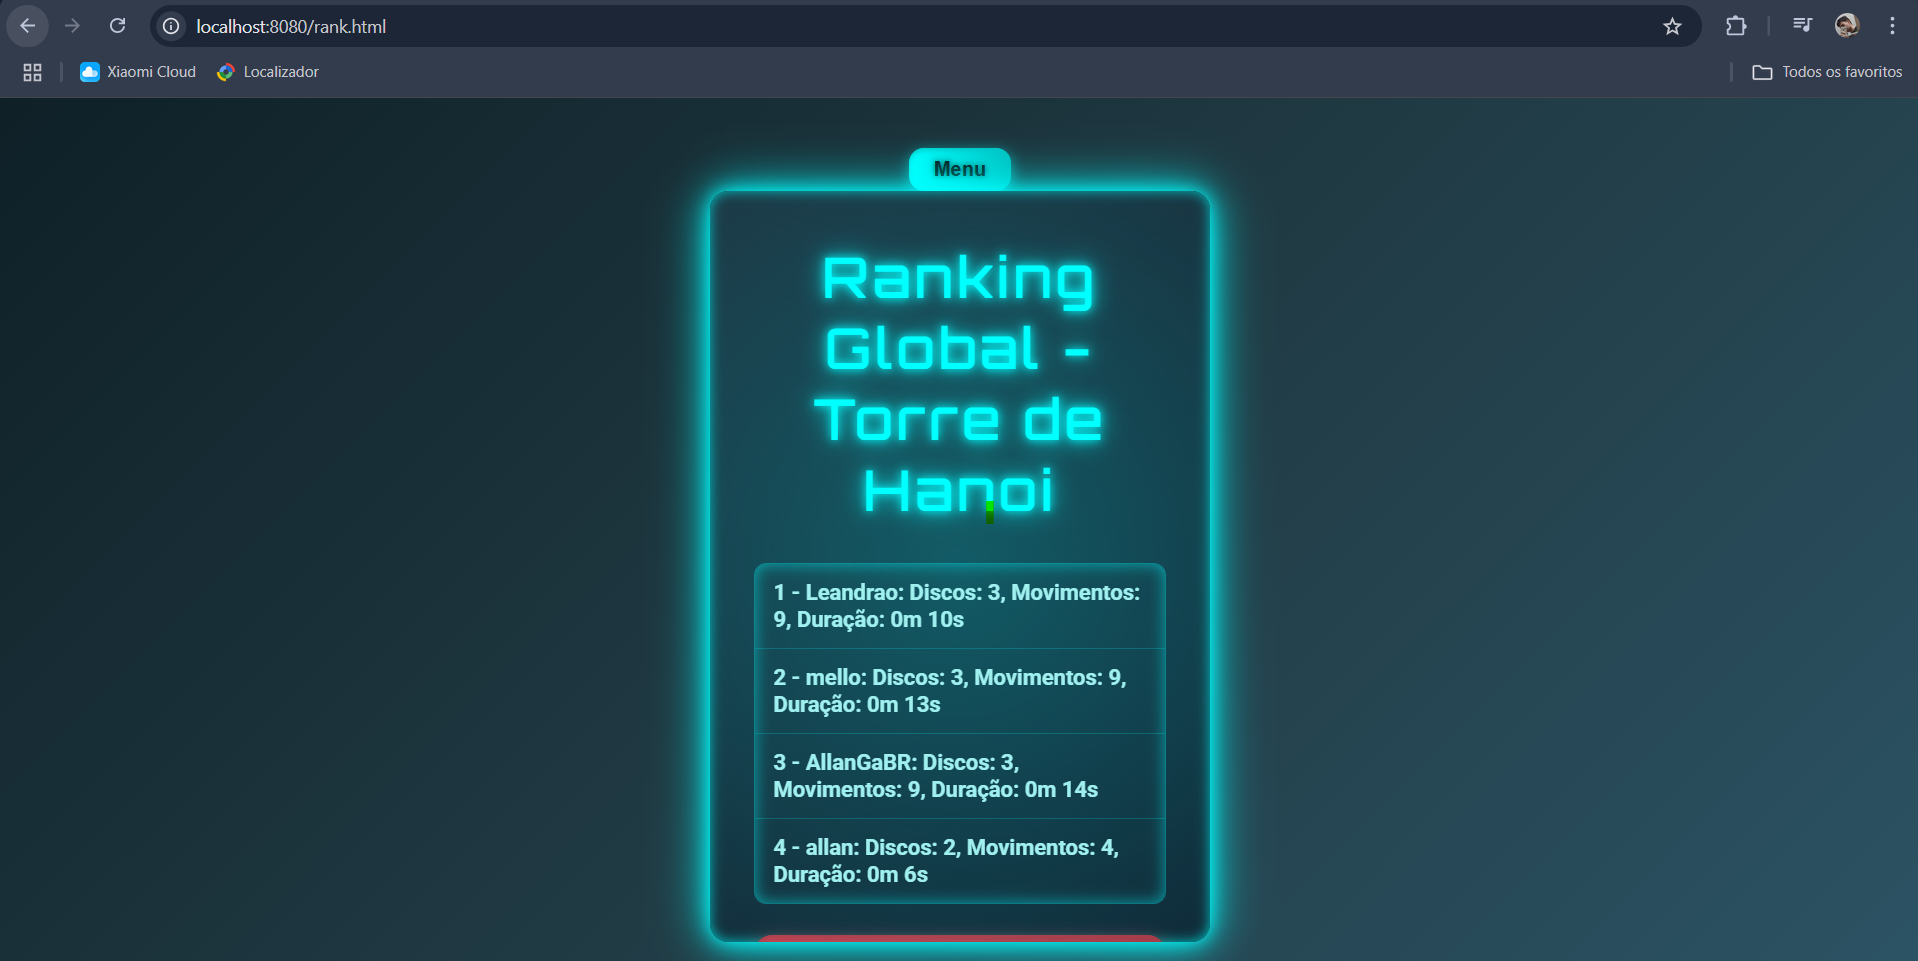 localhost:8080/rank.html
Xiaomi Cloud
Localizador
Todos os favoritos
Menu
Ranking
Global -
Torre de
Hanoi
1 - Leandrao: Discos: 3, Movimentos:
9, Duração: 0m 10s
2 - mello: Discos: 3, Movimentos: 9,
Duração: 0m 13s
3 - AllanGaBR: Discos: 3,
Movimentos: 9, Duração: 0m 14s
4 - allan: Discos: 2, Movimentos: 4,
Duração: 0m 6s